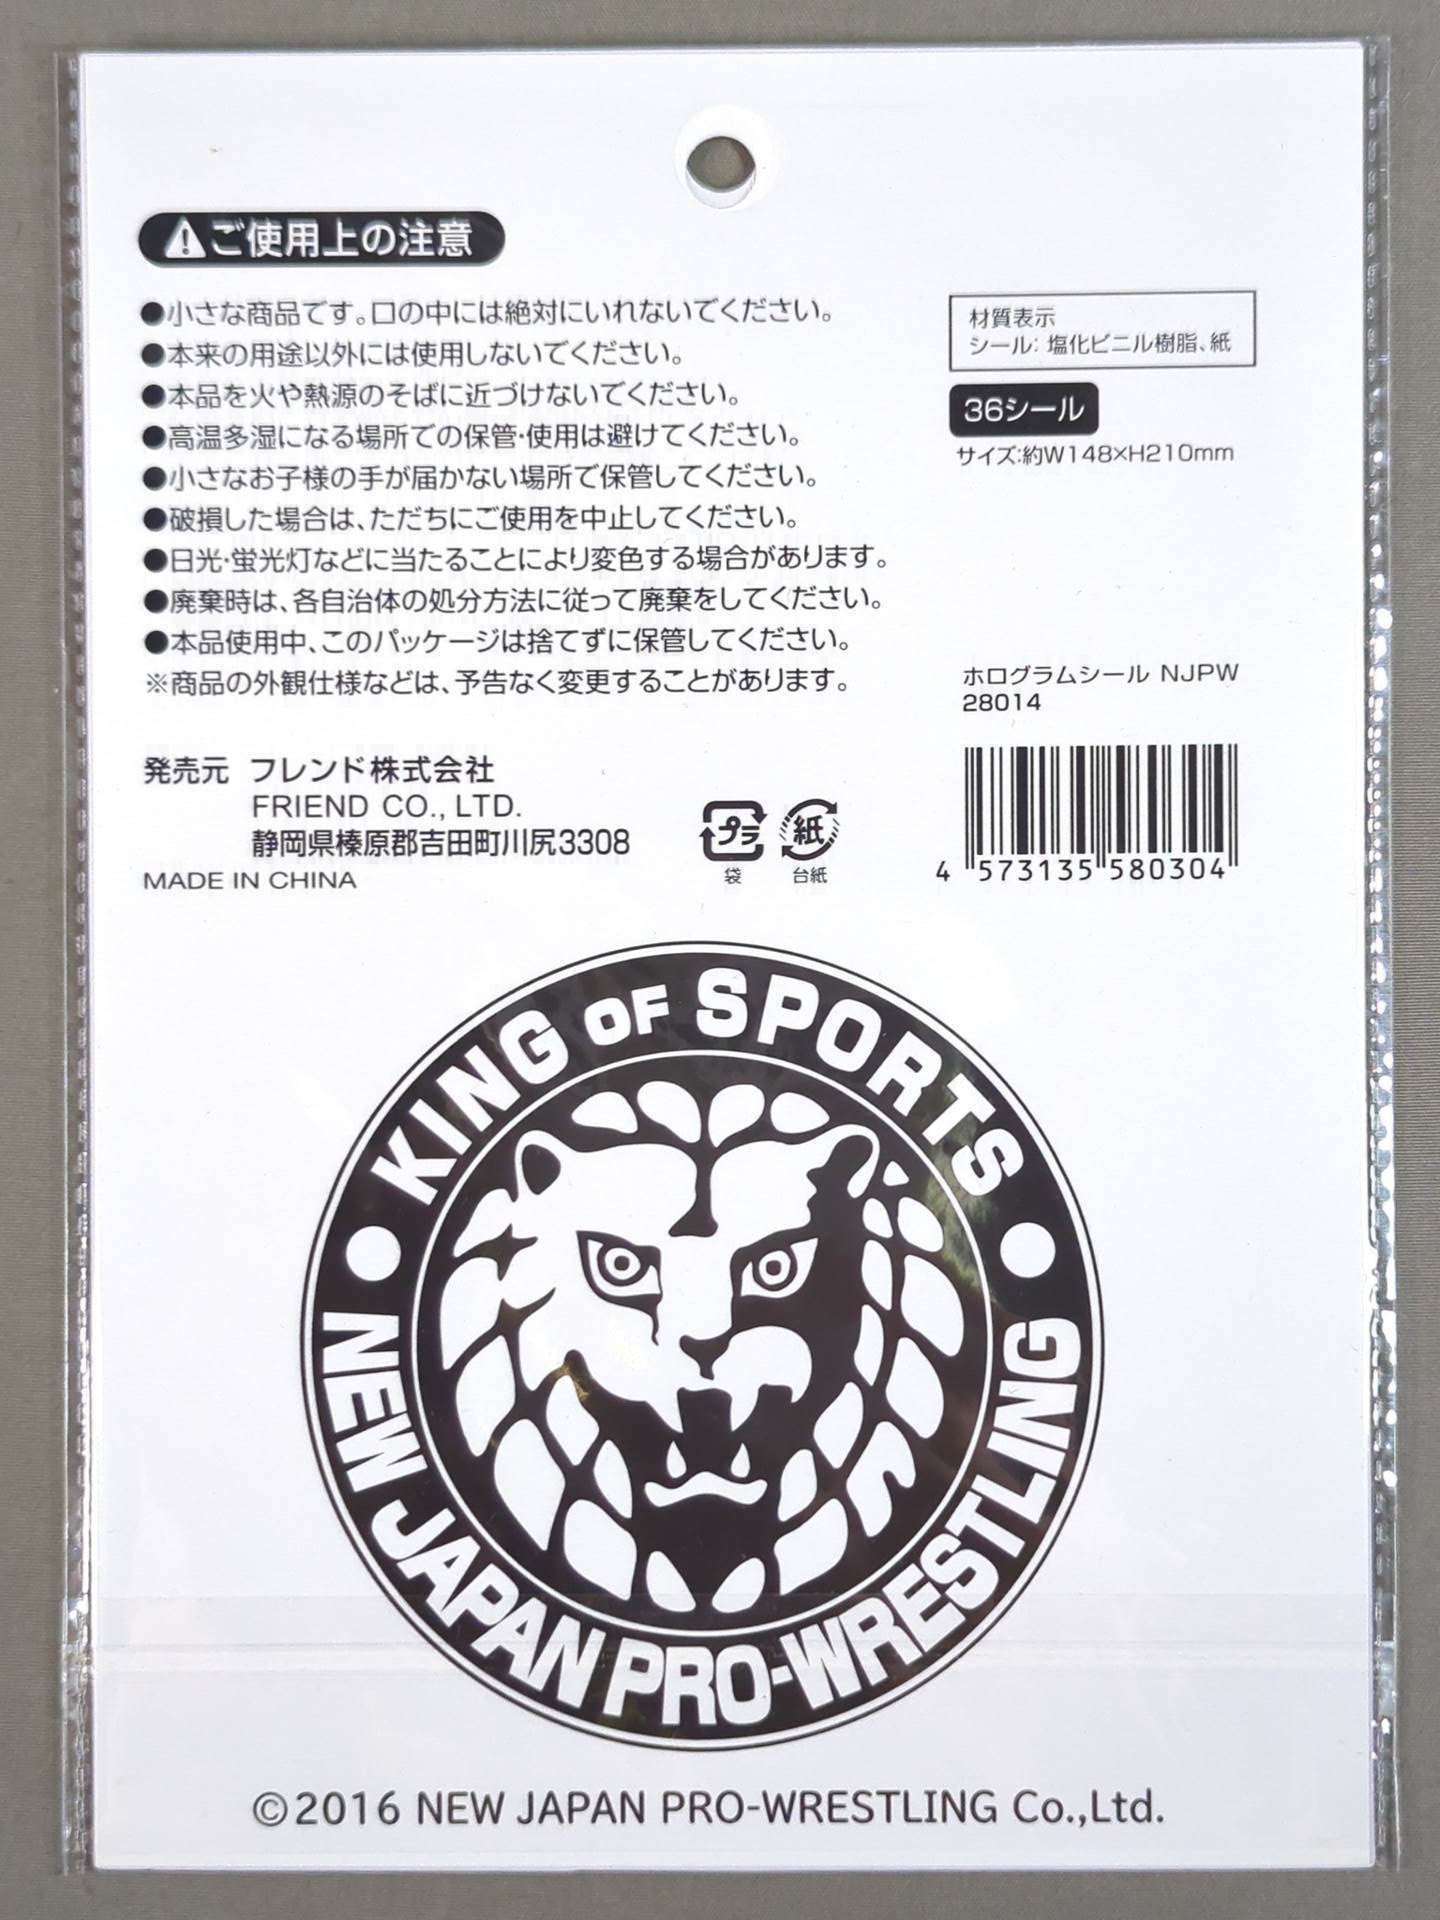 ⚠ご使用上の注意
●小さな商品です。口の中には絶対にいれないでください。
●本来の用途以外には使用しないでください。
●本品を火や熱源のそばに近づけないでください。
●高温多湿になる場所での保管・使用は避けてください。
●小さなお子様の手が届かない場所で保管してください。
●破損した場合は、ただちにご使用を中止してください。
●日光・蛍光灯などに当たることにより変色する場合があります。
●廃棄時は、各自治体の処分方法に従って廃棄をしてください。
●本品使用中、このパッケージは捨てずに保管してください。
※商品の外観仕様などは、予告なく変更することがあります。
材質表示
シール: 塩化ビニル樹脂、紙
36シール
サイズ:約W148×H210mm
ホログラムシール NJPW
28014
4 573135 580304
発売元 フレンド株式会社
FRIEND CO., LTD.
静岡県榛原郡吉田町川尻3308
MADE IN CHINA
プラ
袋
紙
台紙
KING OF SPORTS
NEW JAPAN PRO-WRESTLING
©2016 NEW JAPAN PRO-WRESTLING Co.,Ltd.